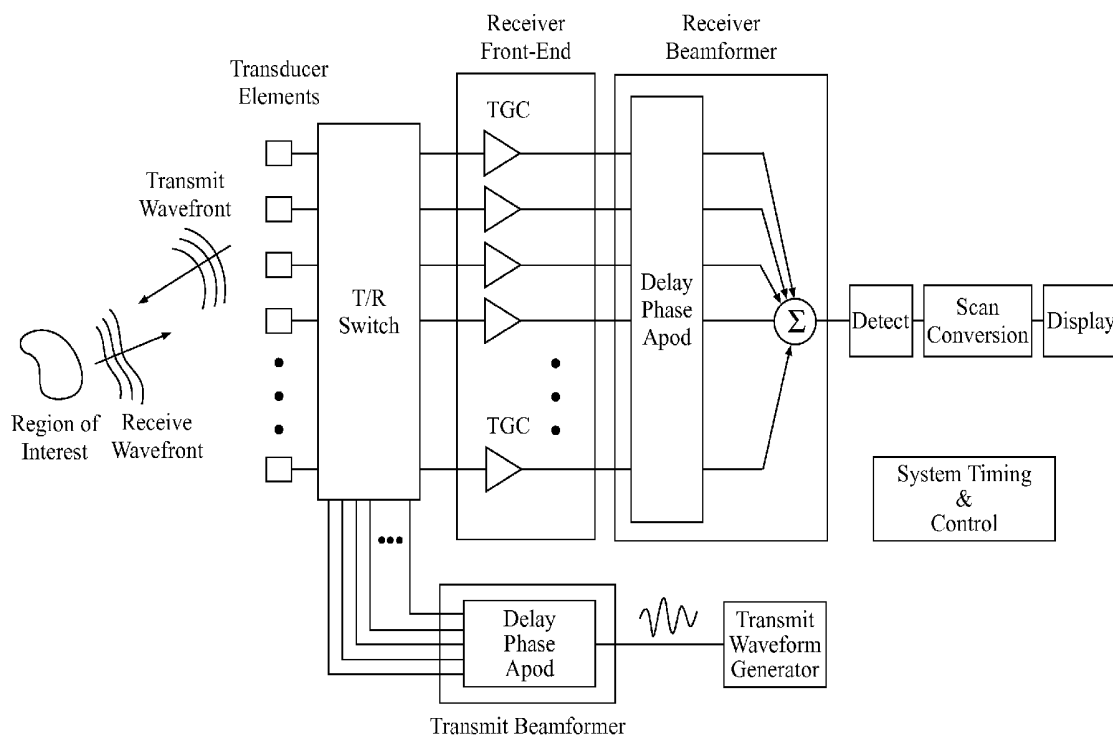 Receiver
Front-End
Receiver
Beamformer
Transducer
Elements
TGC
Transmit
Wavefront
T/R
Switch
Delay
Phase
Apod
Σ
Detect
Scan
Conversion
Display
Region of
Interest
Receive
Wavefront
TGC
System Timing
&
Control
Delay
Phase
Apod
Transmit
Waveform
Generator
Transmit Beamformer